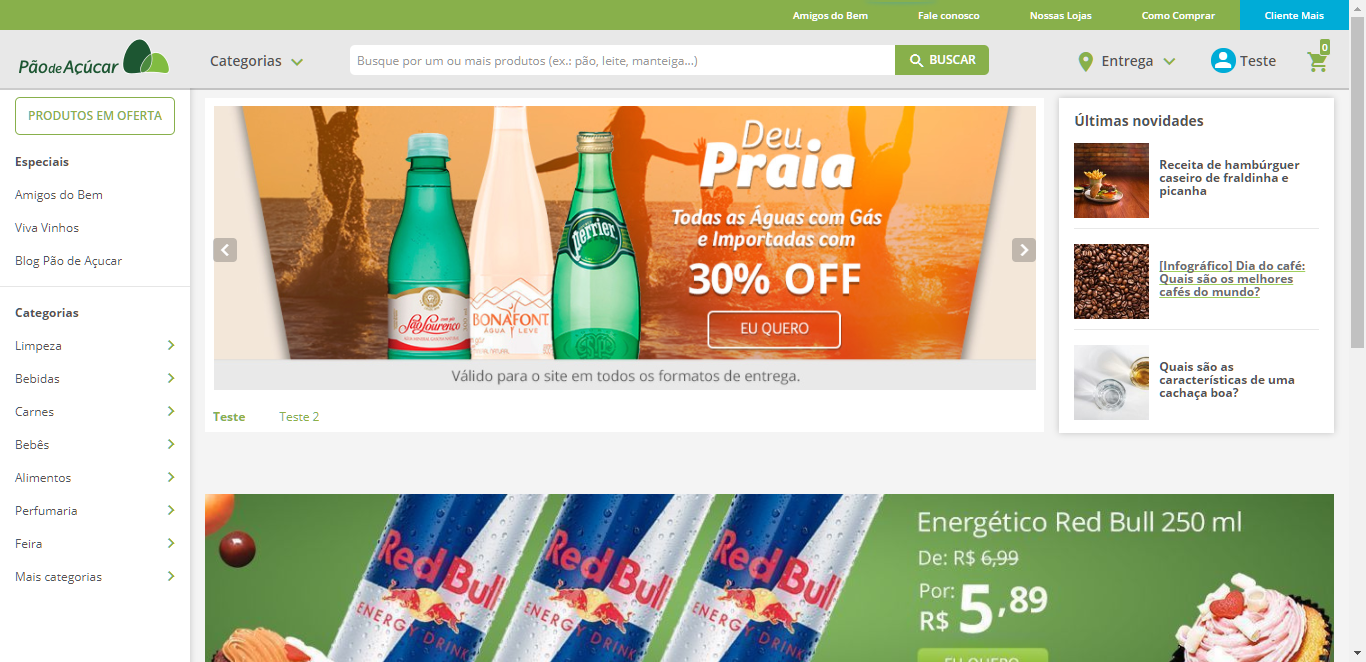 Amigos do Bem
Fale conosco
Nossas Lojas
Como Comprar
Cliente Mais
PãodeAçúcar
Categorias
Busque por um ou mais produtos (ex.: pão, leite, manteiga...)
BUSCAR
Entrega
Teste
0
PRODUTOS EM OFERTA
Especiais
Amigos do Bem
Viva Vinhos
Blog Pão de Açucar
Categorias
Limpeza
Bebidas
Carnes
Bebês
Alimentos
Perfumaria
Feira
Mais categorias
Deu
Praia
Todas as Águas com Gás
e Importadas com
30% OFF
EU QUERO
São Lourenço
BONAFONT
ÁGUA LEVE
perrier
Válido para o site em todos os formatos de entrega.
Teste
Teste 2
Últimas novidades
Receita de hambúrguer
caseiro de fraldinha e
picanha
[Infográfico] Dia do café:
Quais são os melhores
cafés do mundo?
Quais são as
características de uma
cachaça boa?
Red Bull
ENERGY DRINK
Red Bull
ENERGY DRINK
Red Bull
ENERGY DRINK
Energético Red Bull 250 ml
De: R$ 6,99
Por:
R$ 5,89
EU QUERO